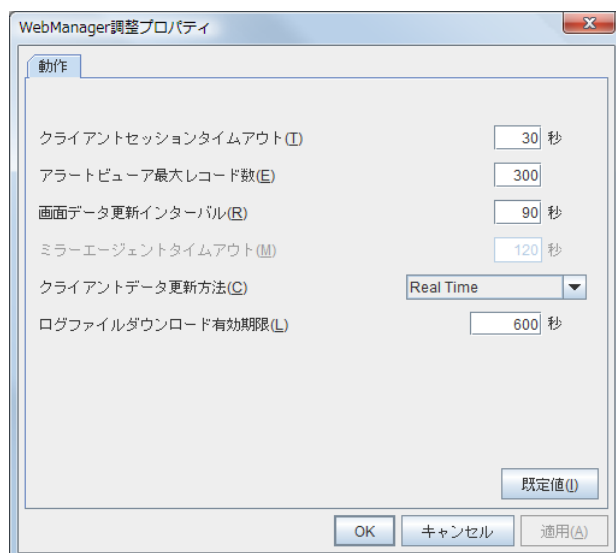 WebManager調整プロパティ
動作
クライアントセッションタイムアウト(T) 30 秒
アラートビューア最大レコード数(E) 300
画面データ更新インターバル(R) 90 秒
ミラーエージェントタイムアウト(M) 120 秒
クライアントデータ更新方法(C) Real Time
ログファイルダウンロード有効期限(L) 600 秒
既定値(I)
OK キャンセル 適用(A)